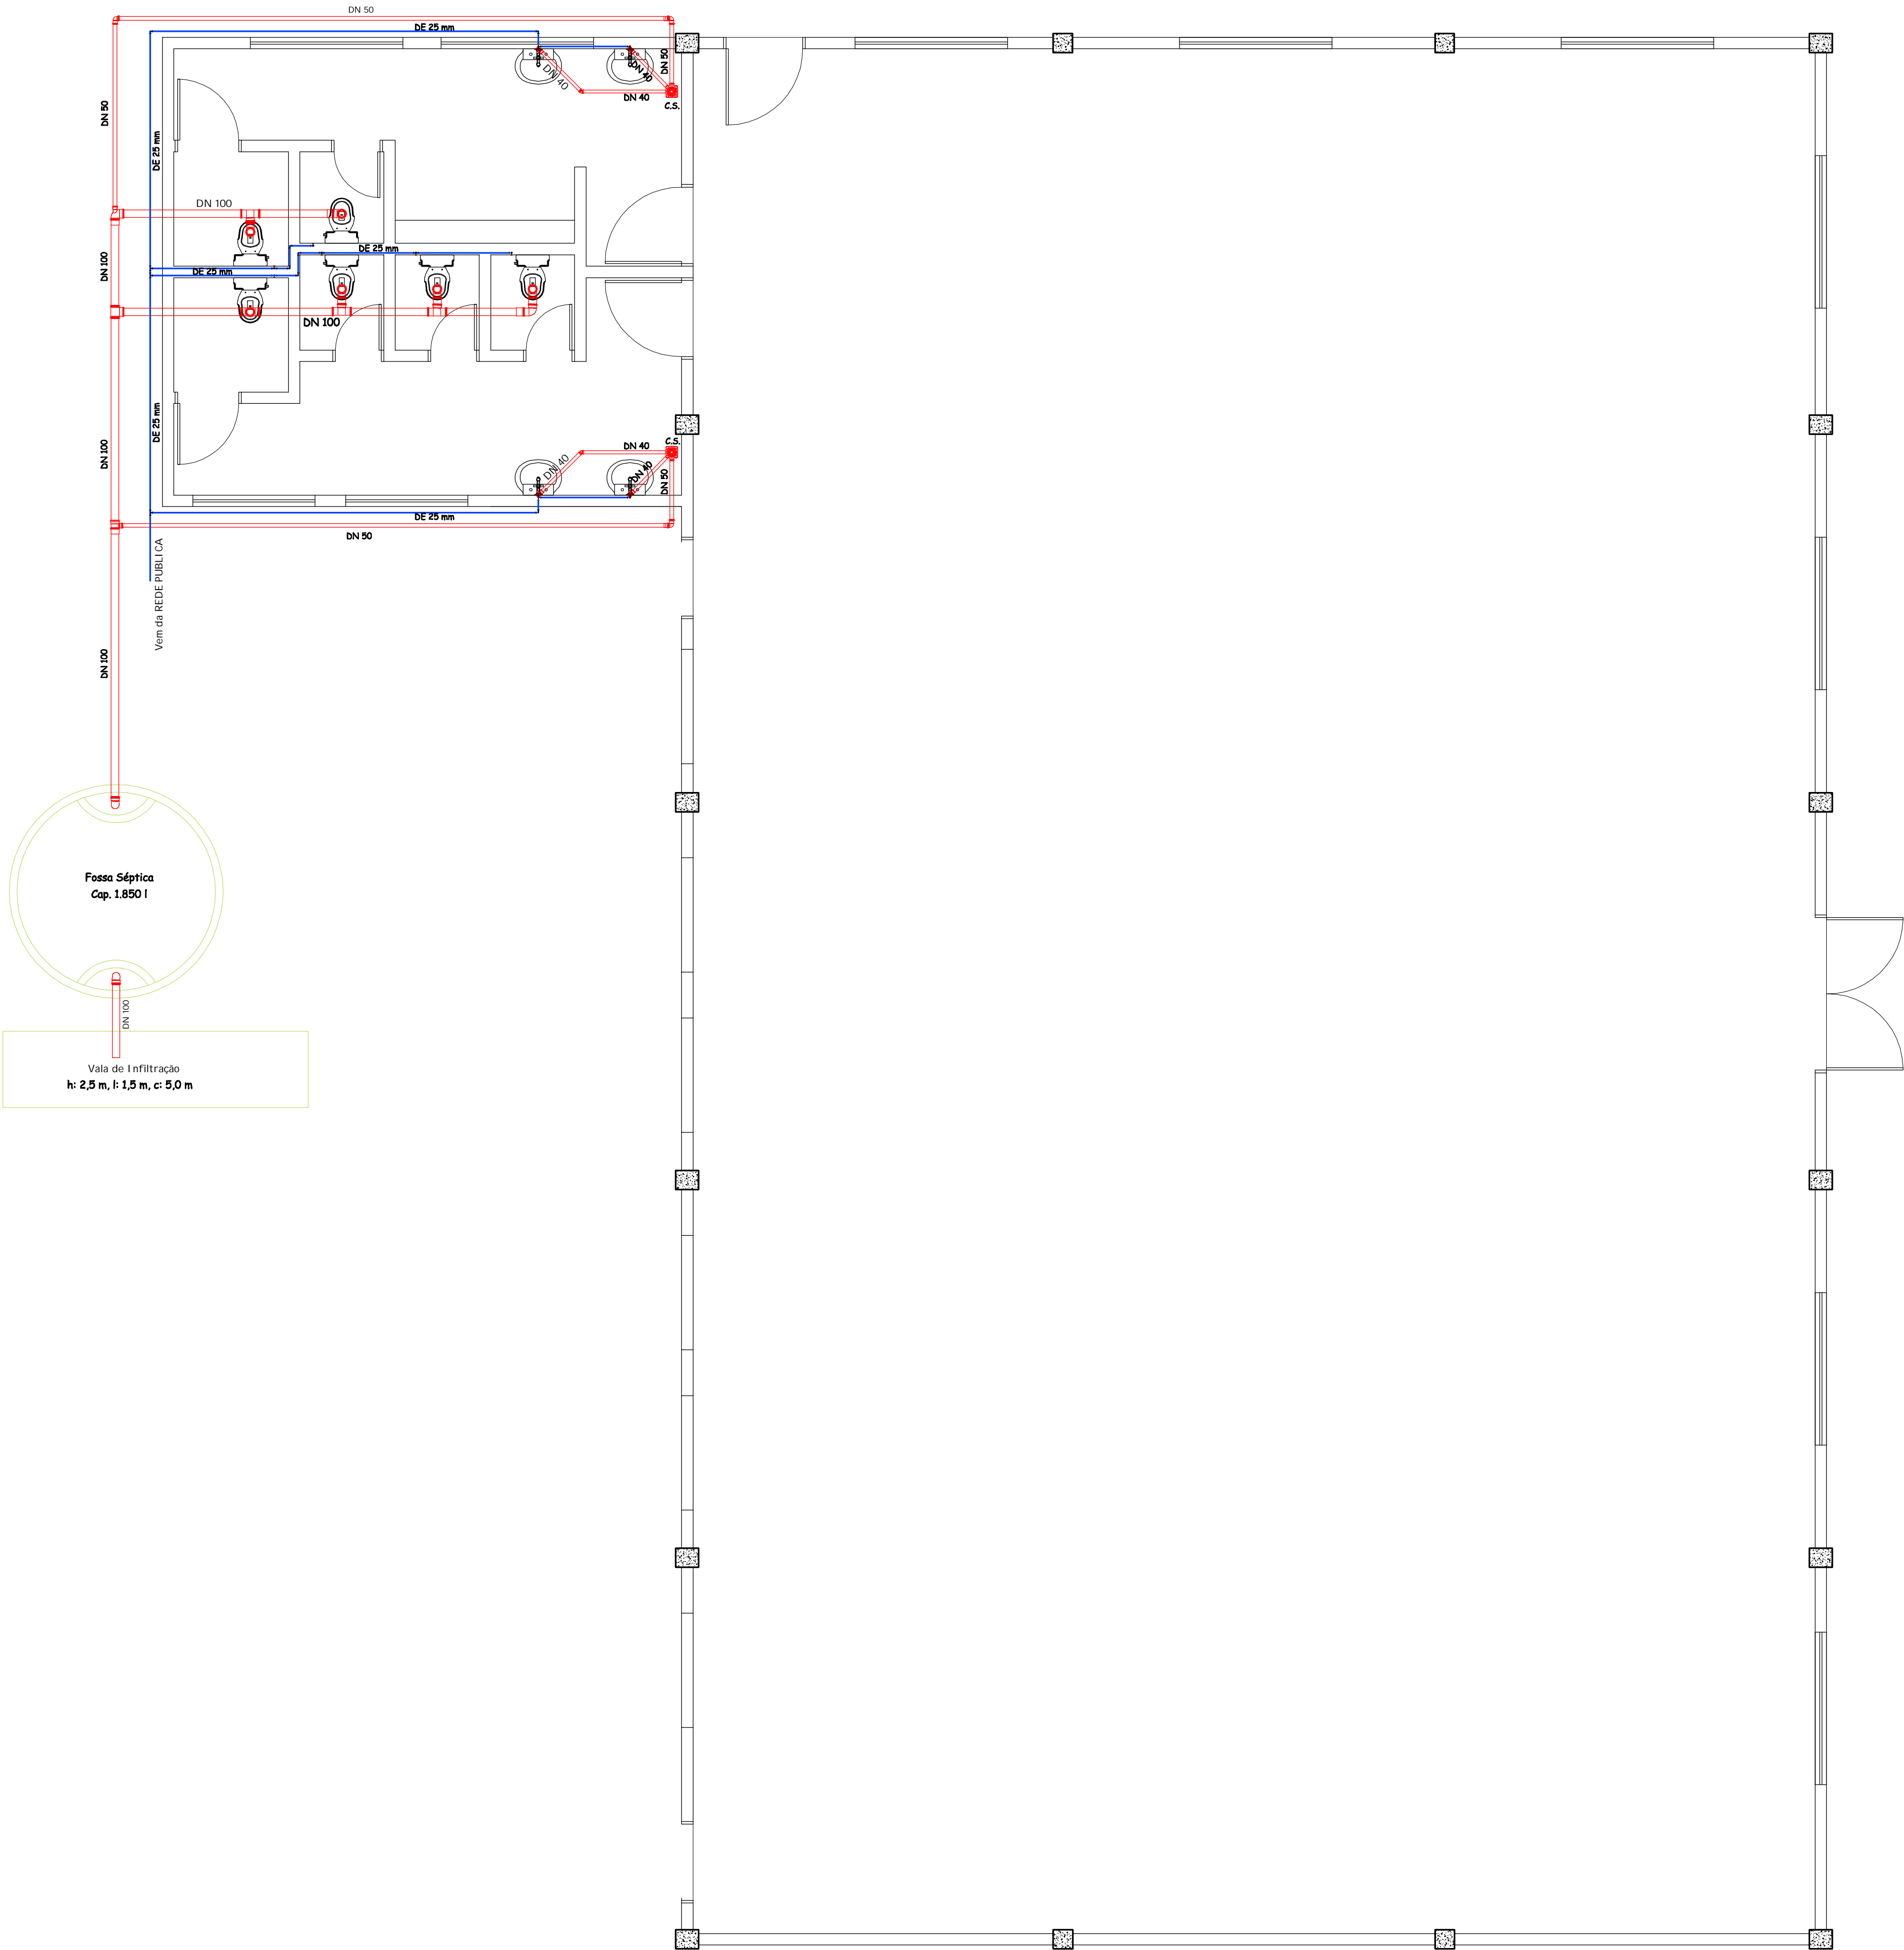 DN 50
DE 25 mm
DN 50
DN 40
DN 40
DN 40
C.S.
DN 50
DE 25 mm
DN 100
DE 25 mm
DN 100
DE 25 mm
DN 100
DE 25 mm
DN 100
C.S.
DN 40
DN 40
DN 40
DN 50
DE 25 mm
DN 50
Vem da REDE PUBLICA
DN 100
Fossa Séptica
Cap. 1.850 l
DN 100
Vala de Infiltração
h: 2,5 m, l: 1,5 m, c: 5,0 m